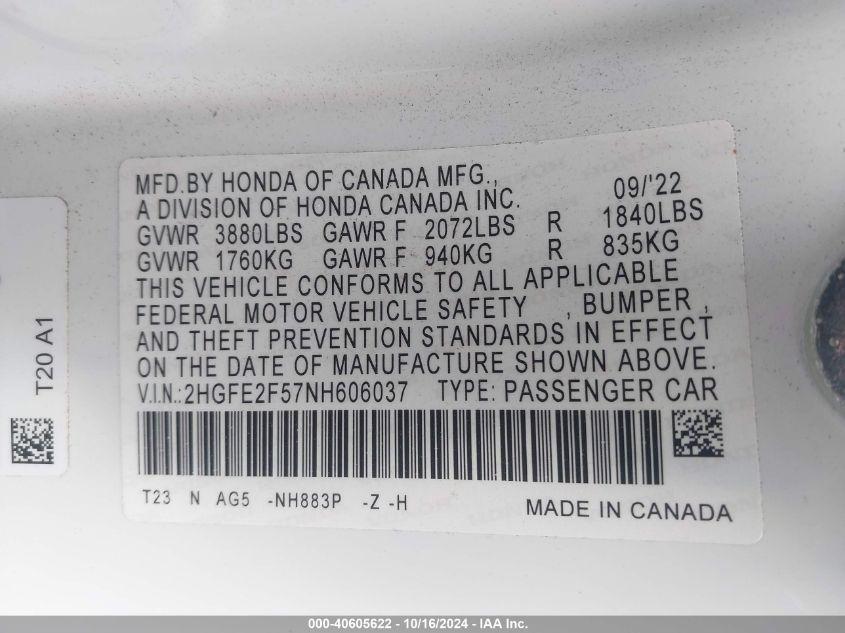 MFD.BY HONDA OF CANADA MFG., 09/'22
A DIVISION OF HONDA CANADA INC.
GVWR 3880LBS GAWR F 2072LBS R 1840LBS
GVWR 1760KG GAWR F 940KG R 835KG
THIS VEHICLE CONFORMS TO ALL APPLICABLE
FEDERAL MOTOR VEHICLE SAFETY , BUMPER ,
AND THEFT PREVENTION STANDARDS IN EFFECT
ON THE DATE OF MANUFACTURE SHOWN ABOVE.
V.I.N.: 2HGFE2F57NH606037 TYPE: PASSENGER CAR
T23 N AG5 -NH883P -Z -H MADE IN CANADA
T20 A1
000-40605622 - 10/16/2024 - IAA Inc.